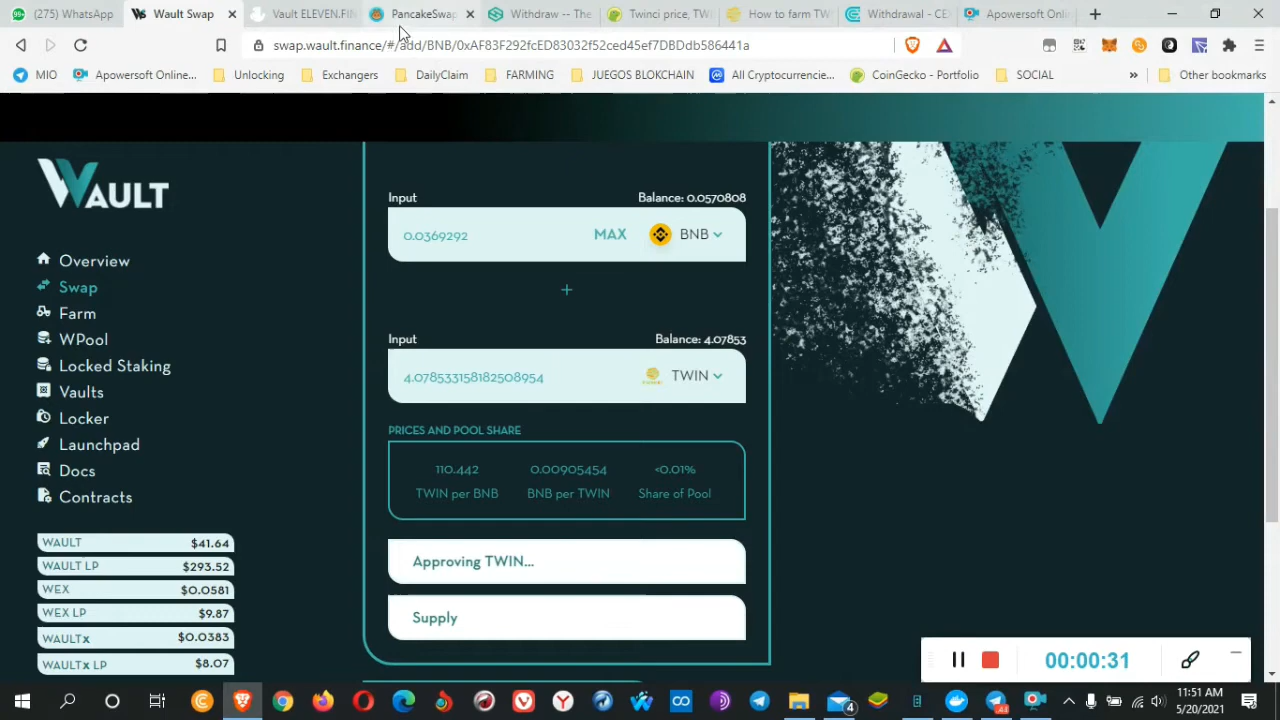 (275) WhatsApp
Wault Swap
Vault ELEVEN.FIN
PancakeSwap
Withdraw -- The
Twinci price, TW
How to farm TWI
Withdrawal - CE
Apowersoft Onli
swap.wault.finance/#/add/BNB/0xAF83F292fcED83032f52ced45ef7DBDdb586441a
MIO
Apowersoft Online...
Unlocking
Exhangers
DailyClaim
FARMING
JUEGOS BLOKCHAIN
All Cryptocurrencie...
CoinGecko - Portfolio
SOCIAL
»
Other bookmarks
WAULT
Overview
Swap
Farm
WPool
Locked Staking
Vaults
Locker
Launchpad
Docs
Contracts
WAULT $41.64
WAULT LP $293.52
WEX $0.0581
WEX LP $9.87
WAULTx $0.0383
WAULTx LP $8.07
Input Balance: 0.0570808
0.0369292 MAX BNB
+
Input Balance: 4.07853
4.078533158182508954 TWIN
PRICES AND POOL SHARE
110.442 0.00905454 <0.01%
TWIN per BNB BNB per TWIN Share of Pool
Approving TWIN...
Supply
00:00:31
4
44
11:51 AM
5/20/2021